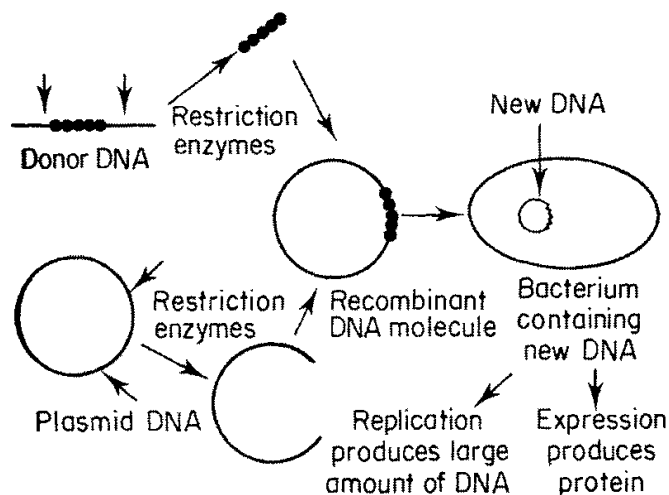 Restriction
enzymes
Donor DNA
New DNA
Restriction
enzymes
Recombinant
DNA molecule
Bacterium
containing
new DNA
Plasmid DNA
Replication
produces large
amount of DNA
Expression
produces
protein